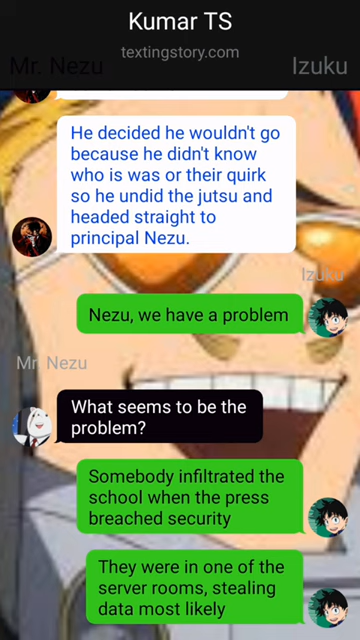 Kumar TS
textingstory.com
Mr. Nezu
Izuku
He decided he wouldn't go
because he didn't know
who is was or their quirk
so he undid the jutsu and
headed straight to
principal Nezu.
Izuku
Nezu, we have a problem
Mr. Nezu
What seems to be the
problem?
Somebody infiltrated the
school when the press
breached security
They were in one of the
server rooms, stealing
data most likely